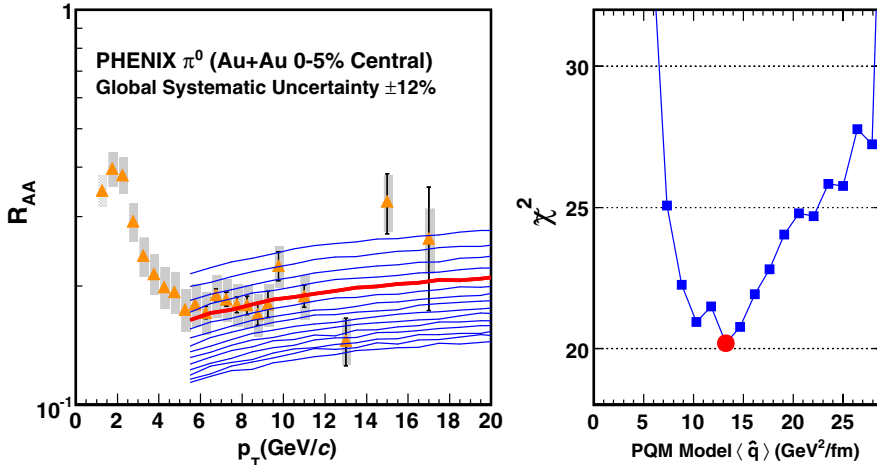 PHENIX π⁰ (Au+Au 0-5% Central)
Global Systematic Uncertainty ±12%
R_AA
1
10⁻¹
0 2 4 6 8 10 12 14 16 18 20
p_T(GeV/c)
χ²
30
25
20
0 5 10 15 20 25
PQM Model ⟨ q̂ ⟩ (GeV²/fm)